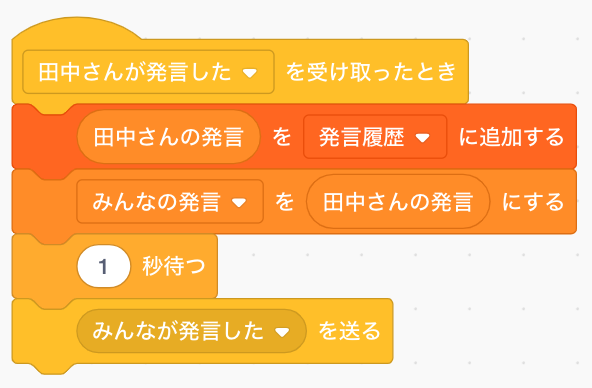 田中さんが発言した を受け取ったとき
田中さんの発言 を 発言履歴 に追加する
みんなの発言 を 田中さんの発言 にする
1 秒待つ
みんなが発言した を送る